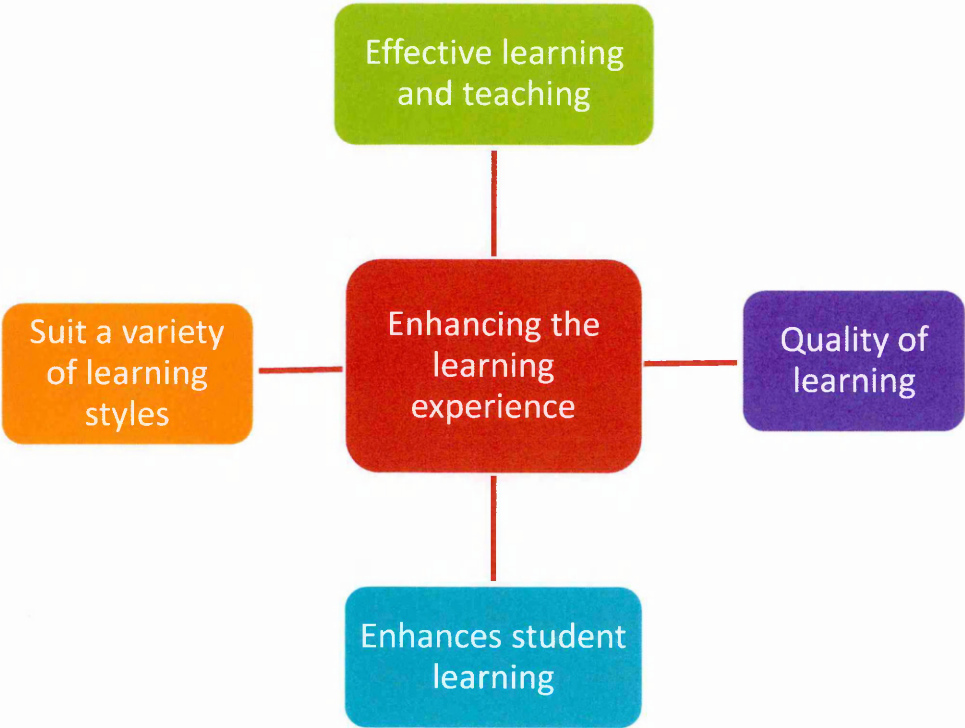 Effective learning
and teaching
Suit a variety
of learning
styles
Enhancing the
learning
experience
Quality of
learning
Enhances student
learning